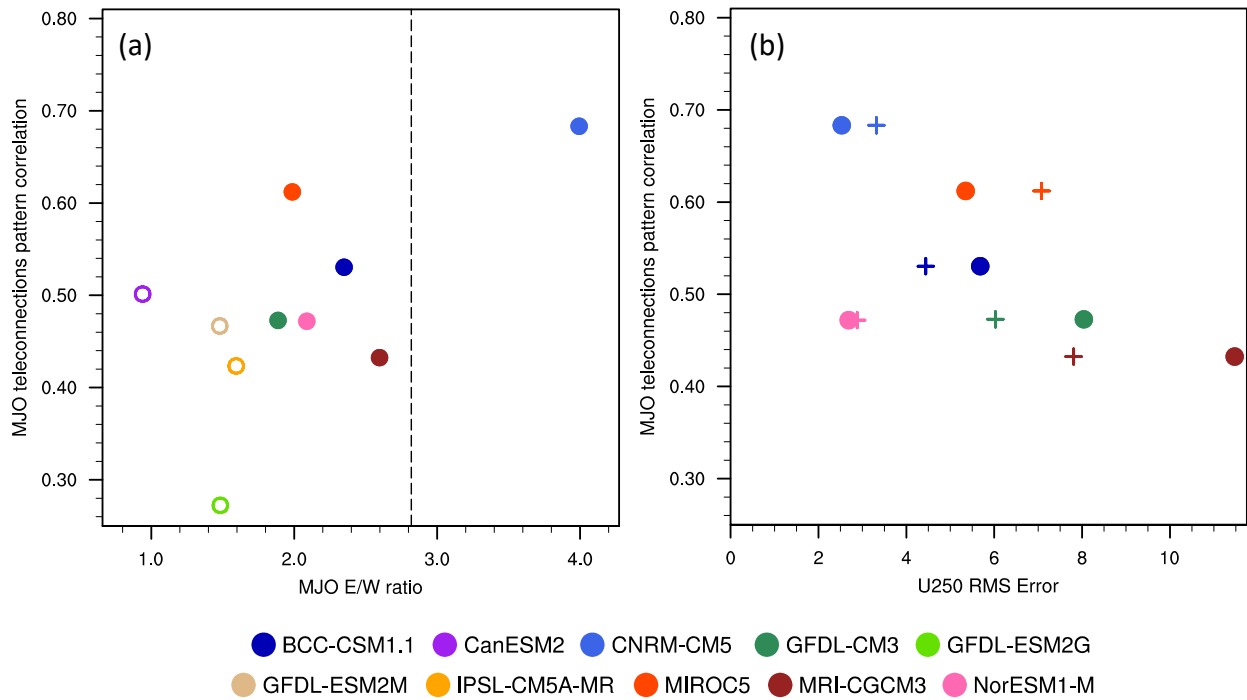 (a)
0.80
0.70
0.60
0.50
0.40
0.30
MJO teleconnections pattern correlation
1.0 2.0 3.0 4.0
MJO E/W ratio
(b)
0.80
0.70
0.60
0.50
0.40
0.30
MJO teleconnections pattern correlation
0 2 4 6 8 10
U250 RMS Error
BCC-CSM1.1 CanESM2 CNRM-CM5 GFDL-CM3 GFDL-ESM2G
GFDL-ESM2M IPSL-CM5A-MR MIROC5 MRI-CGCM3 NorESM1-M